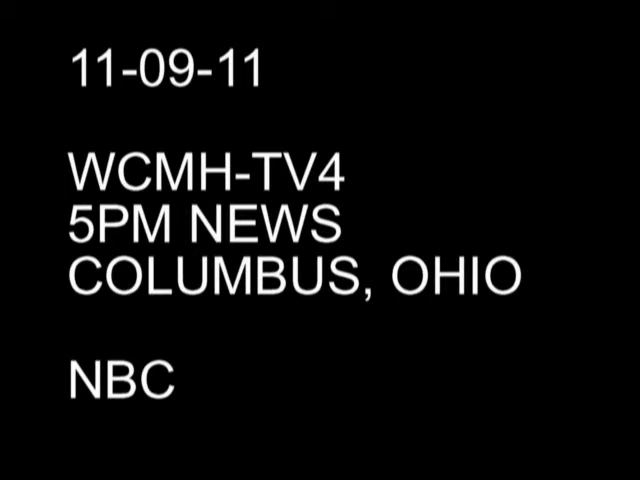 11-09-11
WCMH-TV4
5PM NEWS
COLUMBUS, OHIO
NBC